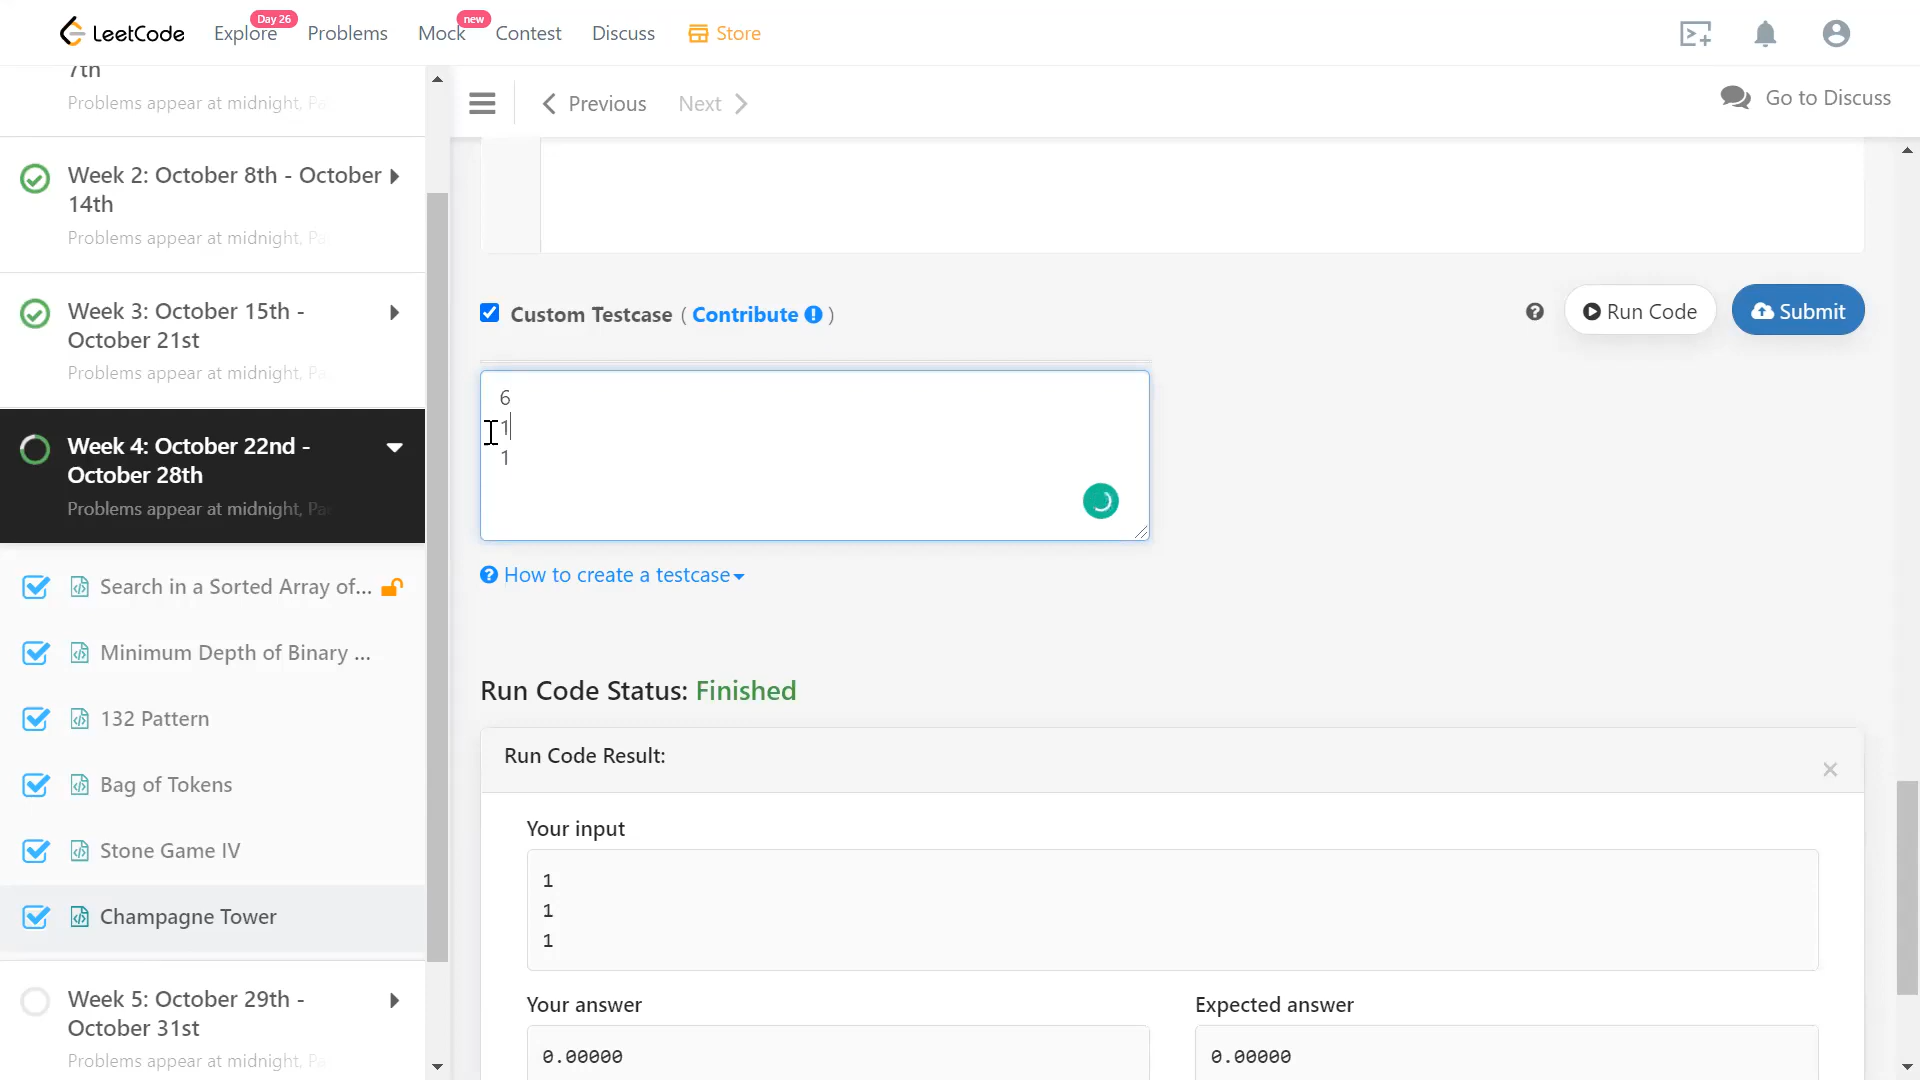 LeetCode
Explore
Day 26
Problems
Mock
new
Contest
Discuss
Store
7th
Problems appear at midnight, Pa
Week 2: October 8th - October
14th
Problems appear at midnight, Pa
Week 3: October 15th -
October 21st
Problems appear at midnight, Pa
Week 4: October 22nd -
October 28th
Problems appear at midnight, Pa
Search in a Sorted Array of...
Minimum Depth of Binary ...
132 Pattern
Bag of Tokens
Stone Game IV
Champagne Tower
Week 5: October 29th -
October 31st
Problems appear at midnight, Pa
Previous
Next
Go to Discuss
Custom Testcase ( Contribute )
Run Code
Submit
6
1
1
How to create a testcase
Run Code Status: Finished
Run Code Result:
×
Your input
1
1
1
Your answer
0.00000
Expected answer
0.00000